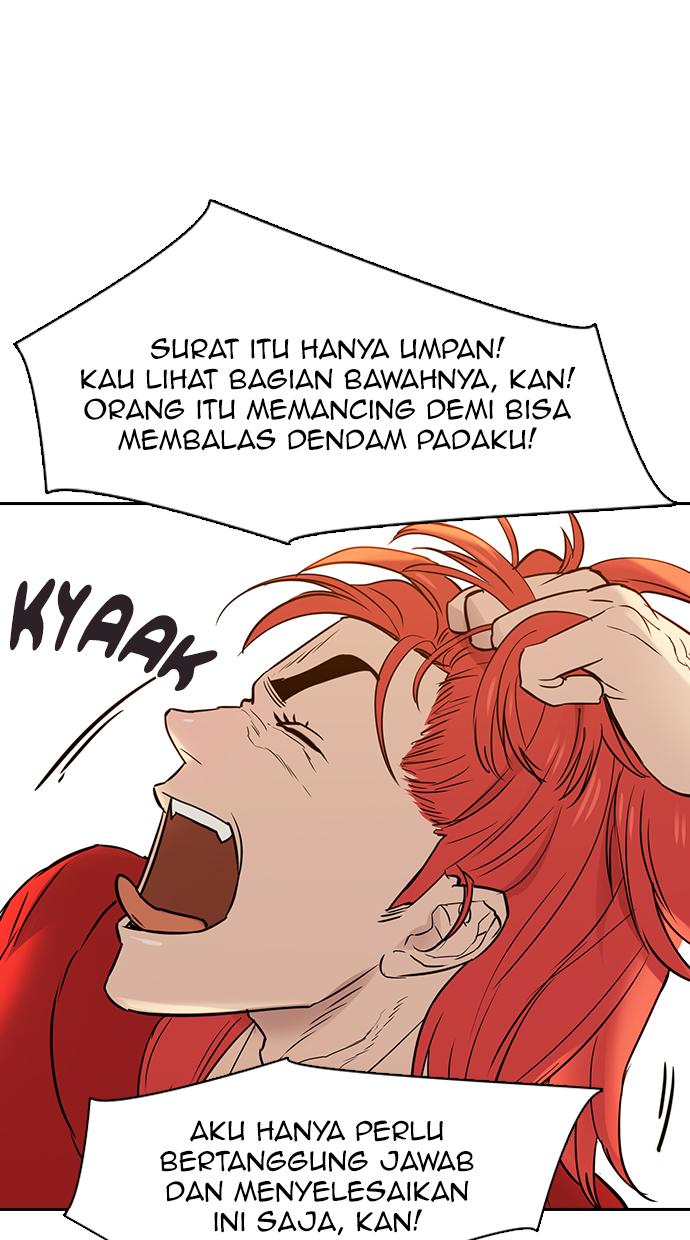 SURAT ITU HANYA UMPAN!
KAU LIHAT BAGIAN BAWAHNYA, KAN!
ORANG ITU MEMANCING DEMI BISA
MEMBALAS DENDAM PADAKU!
KYAAK
AKU HANYA PERLU
BERTANGGUNG JAWAB
DAN MENYELESAIKAN
INI SAJA, KAN!